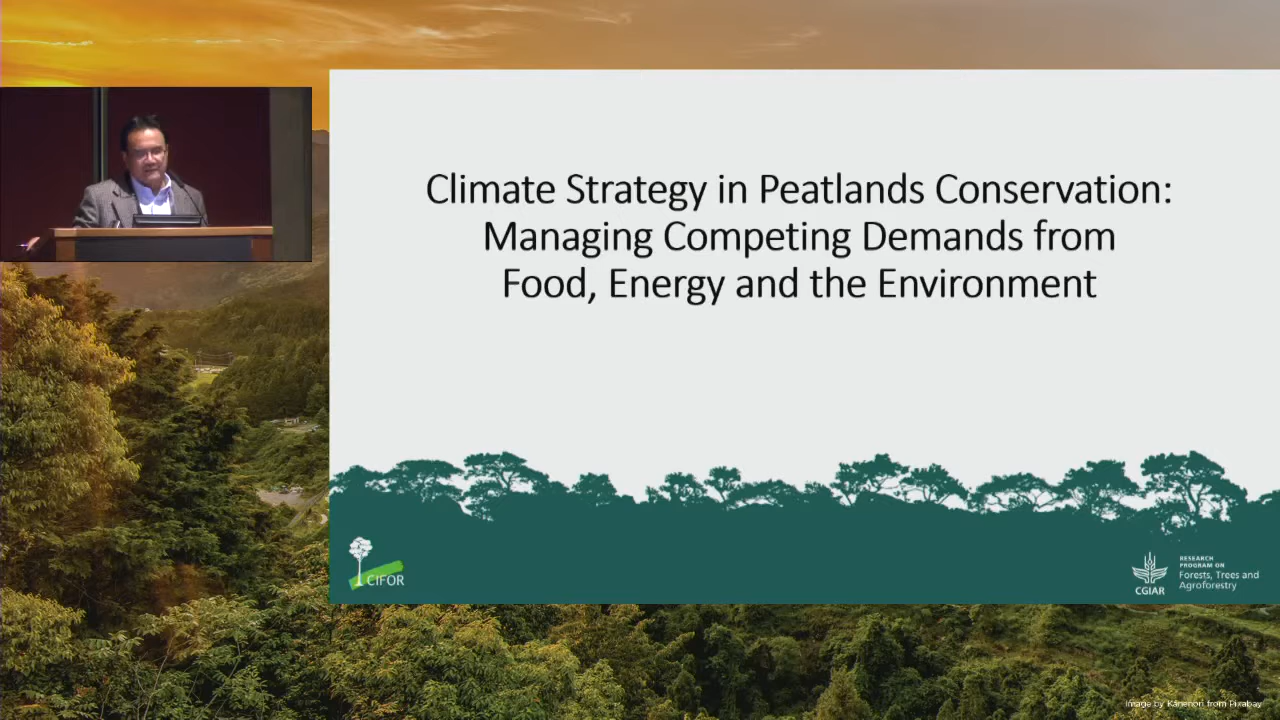 Climate Strategy in Peatlands Conservation:
Managing Competing Demands from
Food, Energy and the Environment
CIFOR
CGIAR
RESEARCH
PROGRAM ON
Forests, Trees and
Agroforestry
Image by Kanenori from Pixabay